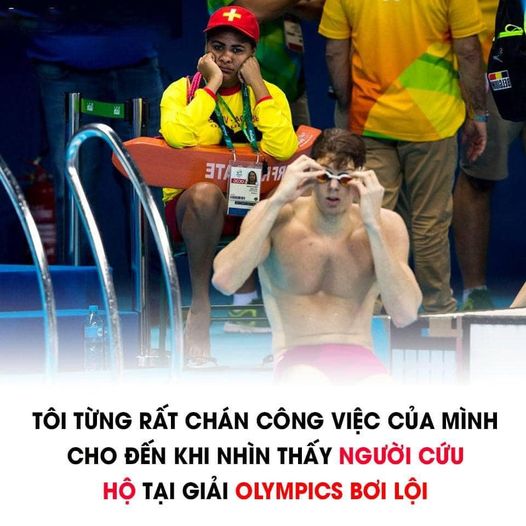 TÔI TỪNG RẤT CHÁN CÔNG VIỆC CỦA MÌNH
CHO ĐẾN KHI NHÌN THẤY NGƯỜI CỨU
HỘ TẠI GIẢI OLYMPICS BƠI LỘI